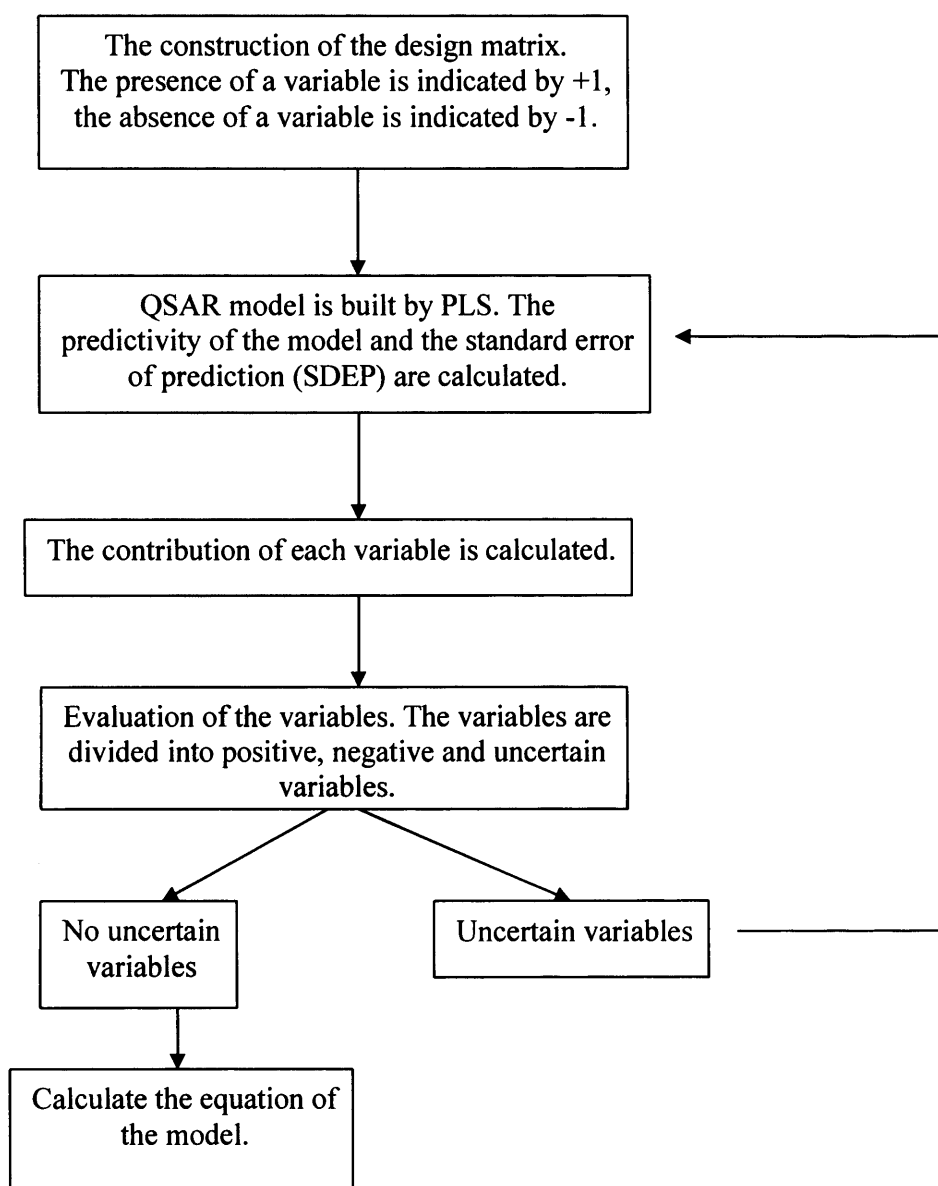 The construction of the design matrix.
The presence of a variable is indicated by +1,
the absence of a variable is indicated by -1.
QSAR model is built by PLS. The
predictivity of the model and the standard error
of prediction (SDEP) are calculated.
The contribution of each variable is calculated.
Evaluation of the variables. The variables are
divided into positive, negative and uncertain
variables.
No uncertain
variables
Uncertain variables
Calculate the equation of
the model.